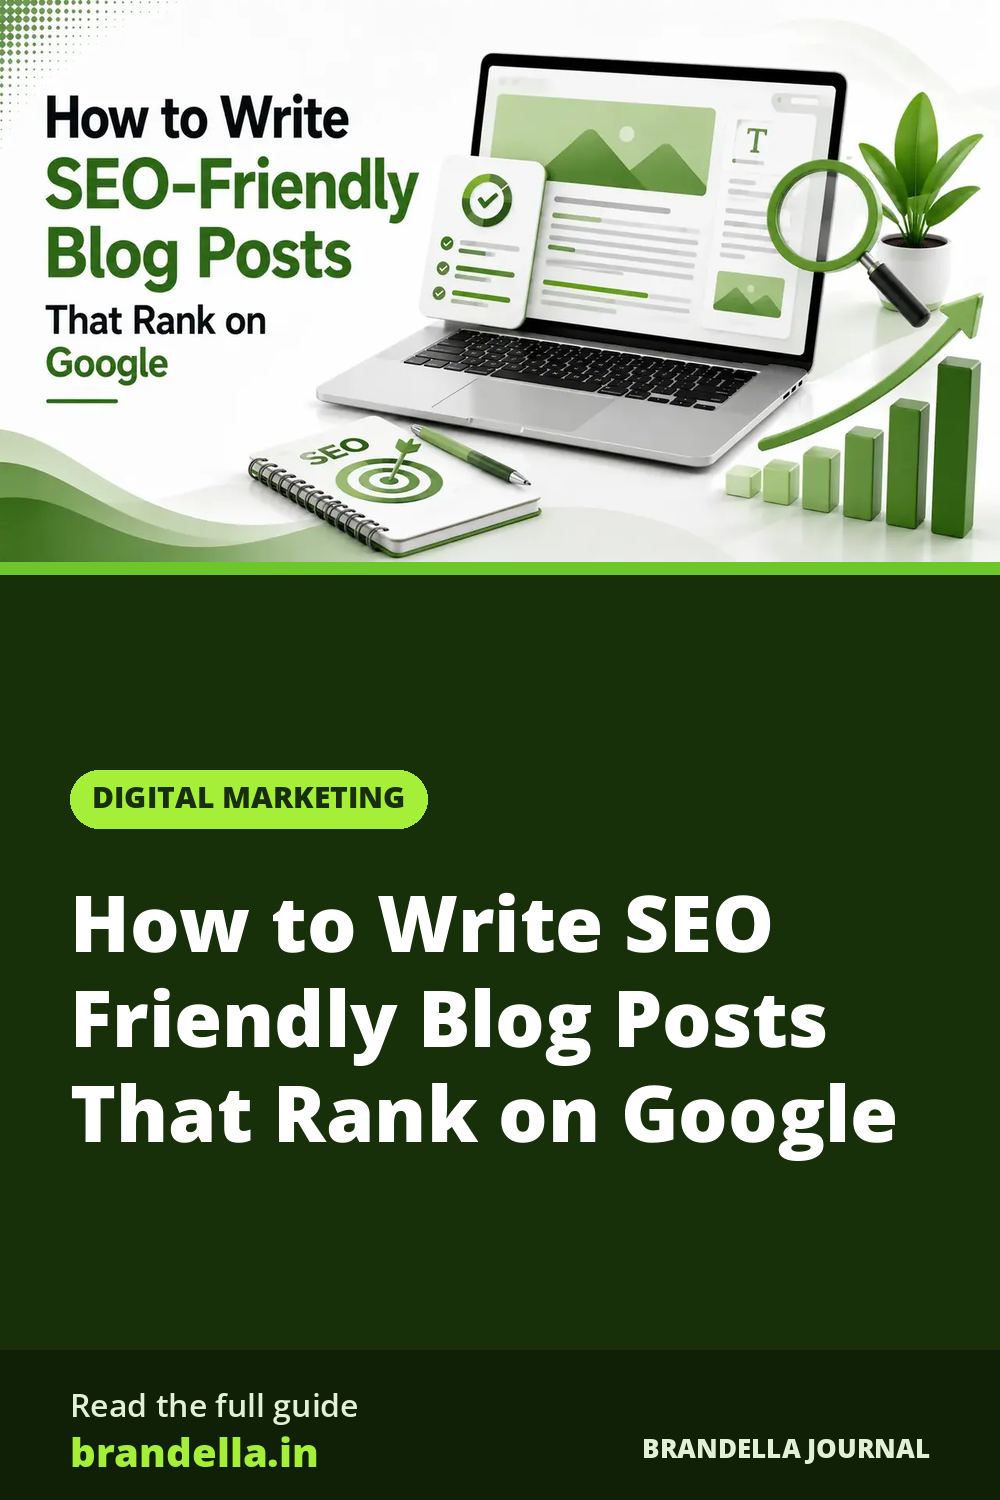 How to Write
SEO-Friendly
Blog Posts
That Rank on
Google
T
SEO
DIGITAL MARKETING
How to Write SEO
Friendly Blog Posts
That Rank on Google
Read the full guide
brandella.in
BRANDELLA JOURNAL